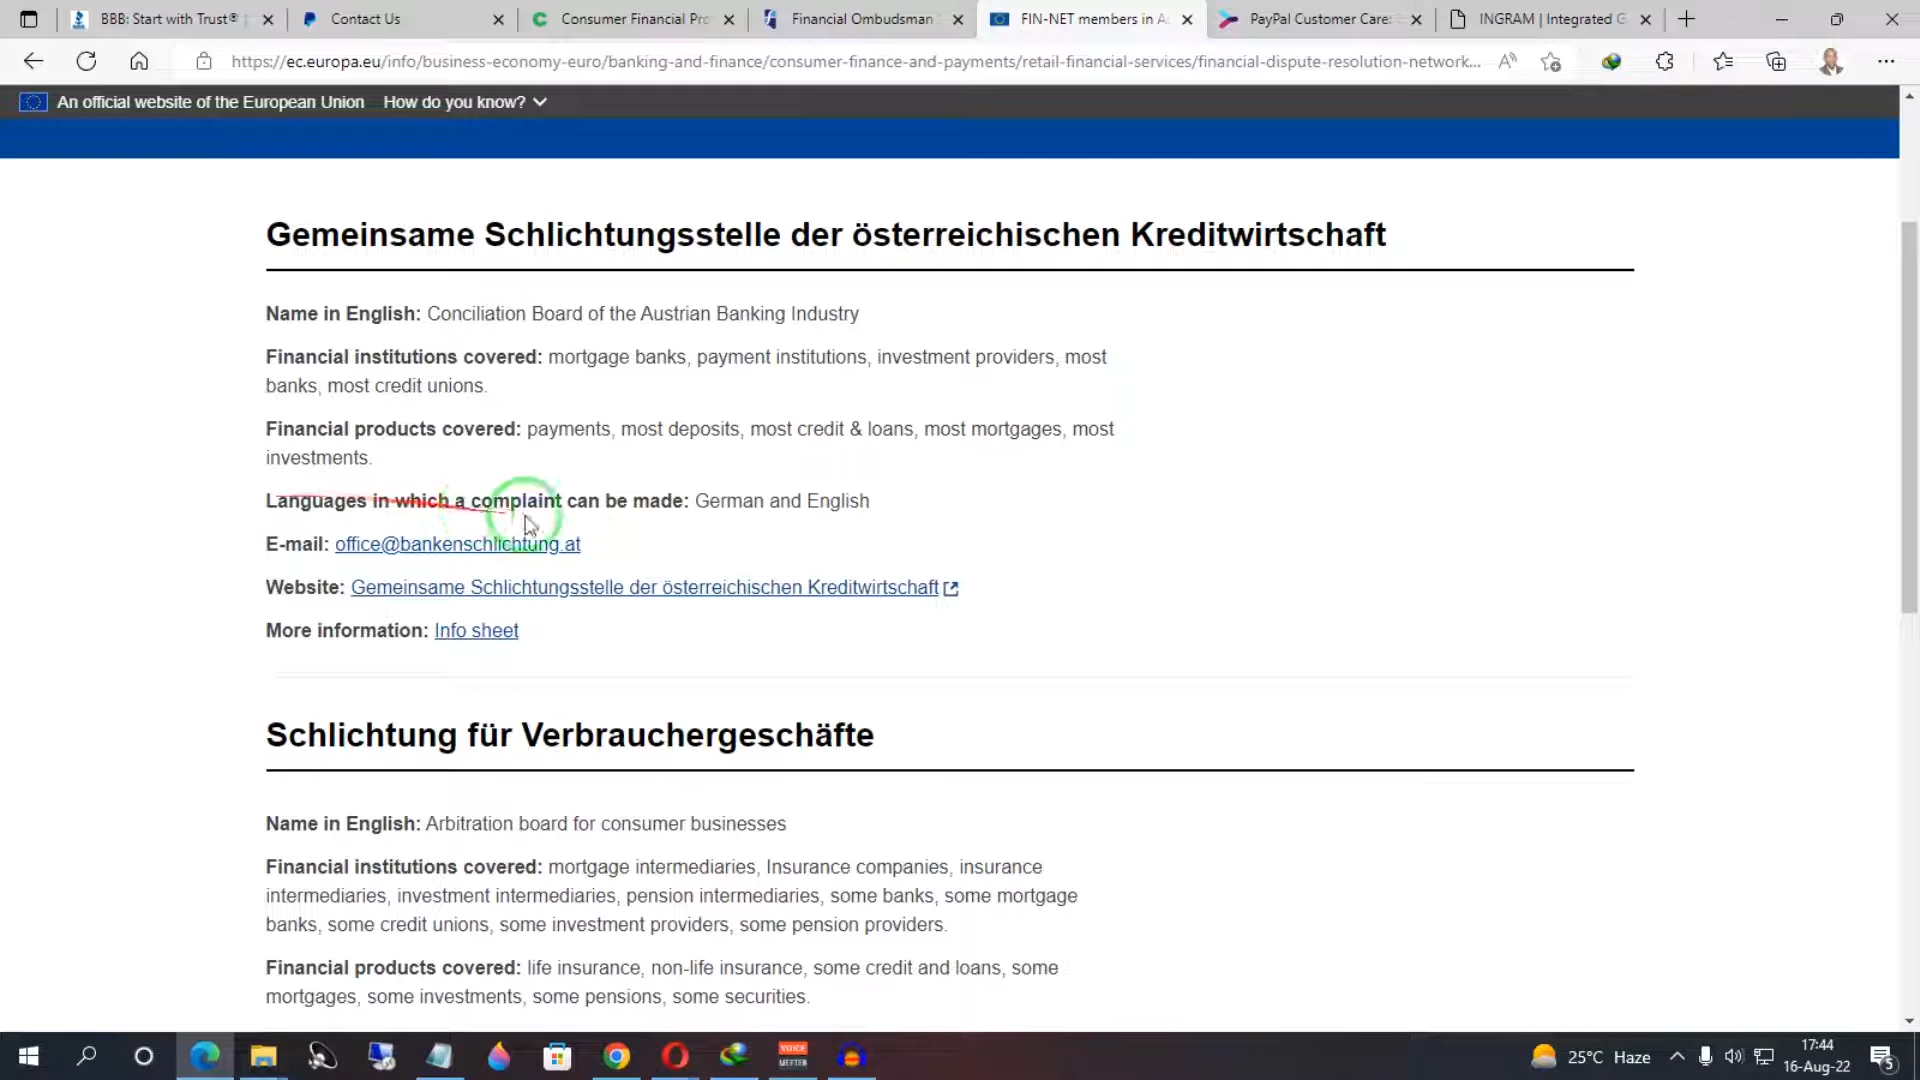 BBB: Start with Trust®
Contact Us
Consumer Financial Pro
Financial Ombudsman
FIN-NET members in A
PayPal Customer Care:
INGRAM | Integrated G
https://ec.europa.eu/info/business-economy-euro/banking-and-finance/consumer-finance-and-payments/retail-financial-services/financial-dispute-resolution-network...
An official website of the European Union How do you know?
Gemeinsame Schlichtungsstelle der österreichischen Kreditwirtschaft
Name in English: Conciliation Board of the Austrian Banking Industry
Financial institutions covered: mortgage banks, payment institutions, investment providers, most
banks, most credit unions.
Financial products covered: payments, most deposits, most credit & loans, most mortgages, most
investments.
Languages in which a complaint can be made: German and English
E-mail: office@bankenschlichtung.at
Website: Gemeinsame Schlichtungsstelle der österreichischen Kreditwirtschaft
More information: Info sheet
Schlichtung für Verbrauchergeschäfte
Name in English: Arbitration board for consumer businesses
Financial institutions covered: mortgage intermediaries, Insurance companies, insurance
intermediaries, investment intermediaries, pension intermediaries, some banks, some mortgage
banks, some credit unions, some investment providers, some pension providers.
Financial products covered: life insurance, non-life insurance, some credit and loans, some
mortgages, some investments, some pensions, some securities.
VOICE
MEETER
25°C Haze
17:44
16-Aug-22
5